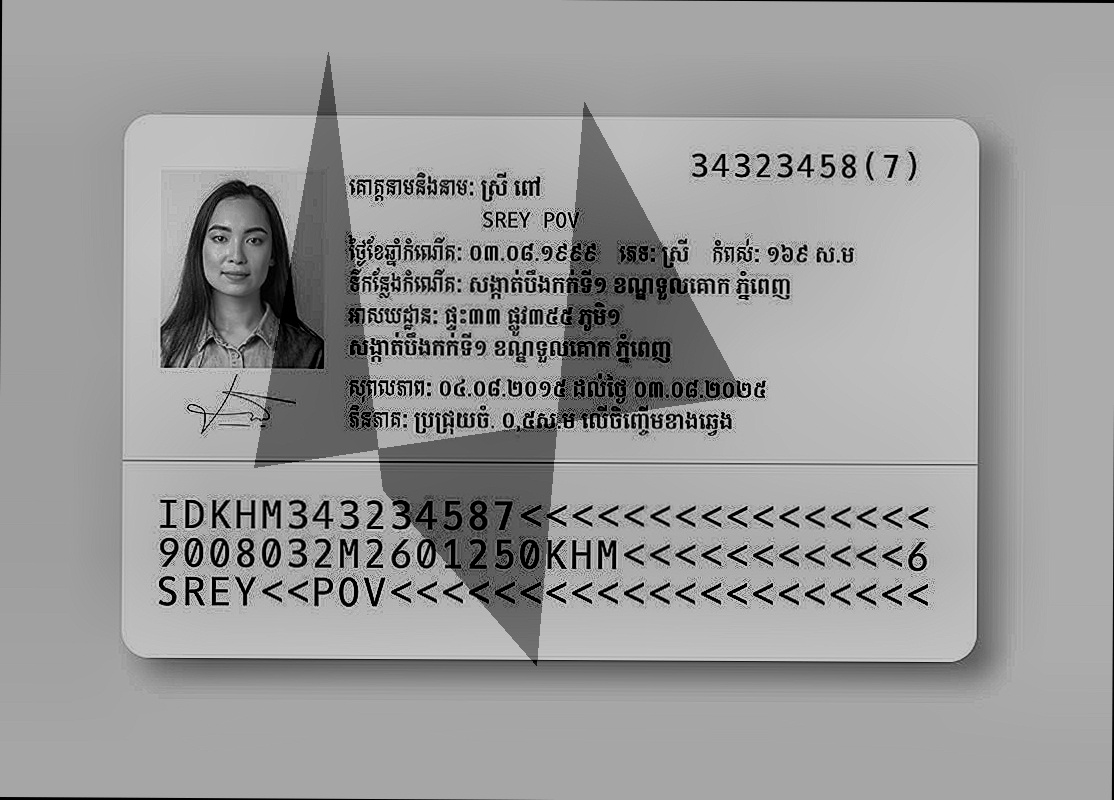 34323458(7)
គោត្តនាមនិងនាម: ស្រី ពៅ
SREY POV
ថ្ងៃខែឆ្នាំកំណើត: ០៣.០៨.១៩៩៩ ភេទ: ស្រី កំពស់: ១៦៩ ស.ម
ទីកន្លែងកំណើត: សង្កាត់បឹងកក់ទី១ ខណ្ឌទួលគោក ភ្នំពេញ
អាសយដ្ឋាន: ផ្ទះ៣៣ ផ្លូវ៣៥៥ ភូមិ១
សង្កាត់បឹងកក់ទី១ ខណ្ឌទួលគោក ភ្នំពេញ
សុពលភាព: ០៤.០៨.២០១៥ ដល់ថ្ងៃ ០៣.០៨.២០២៥
ភិនភាគ: ប្រជ្រុយចំ. ០,៥ស.ម លើចិញ្ចើមខាងឆ្វេង
IDKHM343234587<<<<<<<<<<<<<<<<
9008032M2601250KHM<<<<<<<<<<<6
SREY<<POV<<<<<<<<<<<<<<<<<<<<<